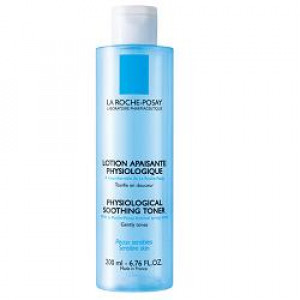 LA ROCHE-POSAY
LABORATOIRE PHARMACEUTIQUE
LOTION APAISANTE
PHYSIOLOGIQUE
Tonifie en douceur
PHYSIOLOGICAL
SOOTHING TONER
Gently tones
Peaux sensibles
Sensitive skin
200 ml - 6.76 FL.OZ.
Made in France